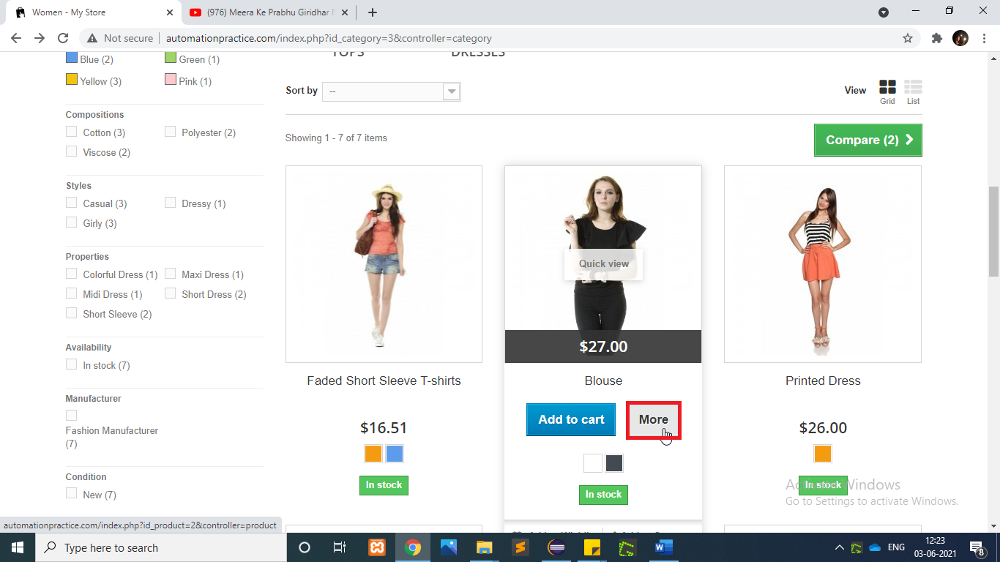 Women - My Store
(976) Meera Ke Prabhu Giridhar
Not secure
automationpractice.com/index.php?id_category=3&controller=category
Blue (2)
Green (1)
Yellow (3)
Pink (1)
Compositions
Cotton (3)
Polyester (2)
Viscose (2)
Styles
Casual (3)
Dressy (1)
Girly (3)
Properties
Colorful Dress (1)
Maxi Dress (1)
Midi Dress (1)
Short Dress (2)
Short Sleeve (2)
Availability
In stock (7)
Manufacturer
Fashion Manufacturer
(7)
Condition
New (7)
TOPS
DRESSES
Sort by
--
View
Grid
List
Showing 1 - 7 of 7 items
Compare (2)
Quick view
$27.00
Faded Short Sleeve T-shirts
Blouse
Printed Dress
Add to cart
More
$16.51
$26.00
In stock
In stock
In stock
Activate Windows
Go to Settings to activate Windows.
automationpractice.com/index.php?id_product=2&controller=product
Type here to search
ENG
12:23
03-06-2021
8